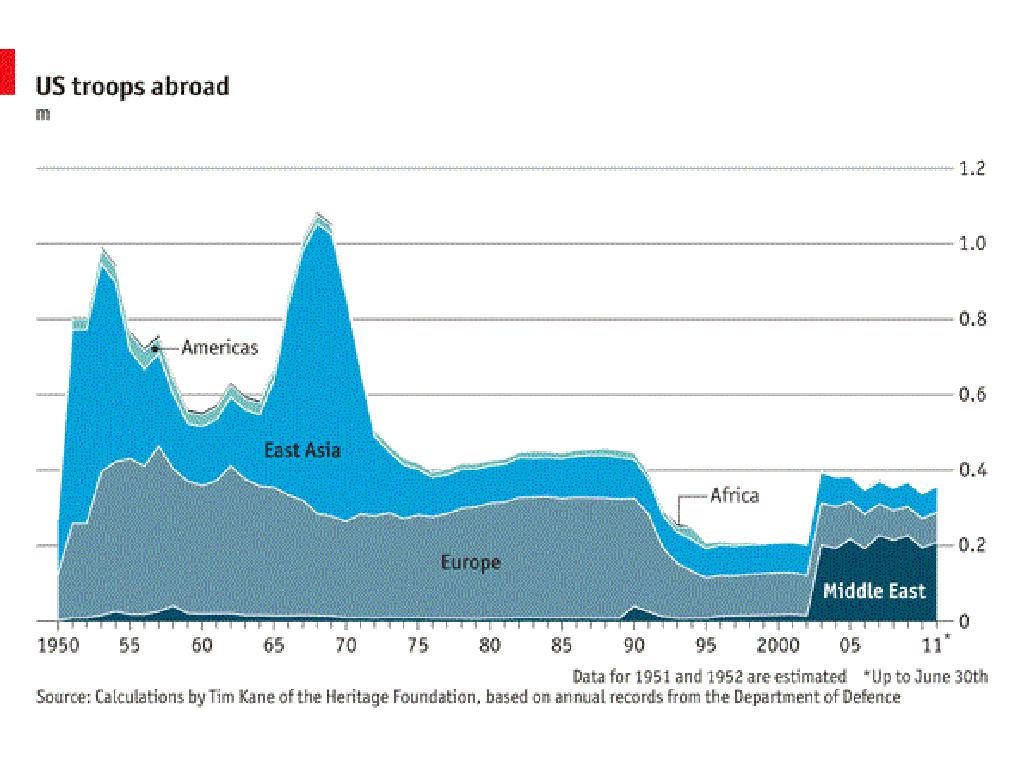 US troops abroad
m
1.2
1.0
0.8
Americas
0.6
East Asia
0.4
Africa
Europe
0.2
Middle East
0
1950 55 60 65 70 75 80 85 90 95 2000 05 11*
Data for 1951 and 1952 are estimated *Up to June 30th
Source: Calculations by Tim Kane of the Heritage Foundation, based on annual records from the Department of Defence